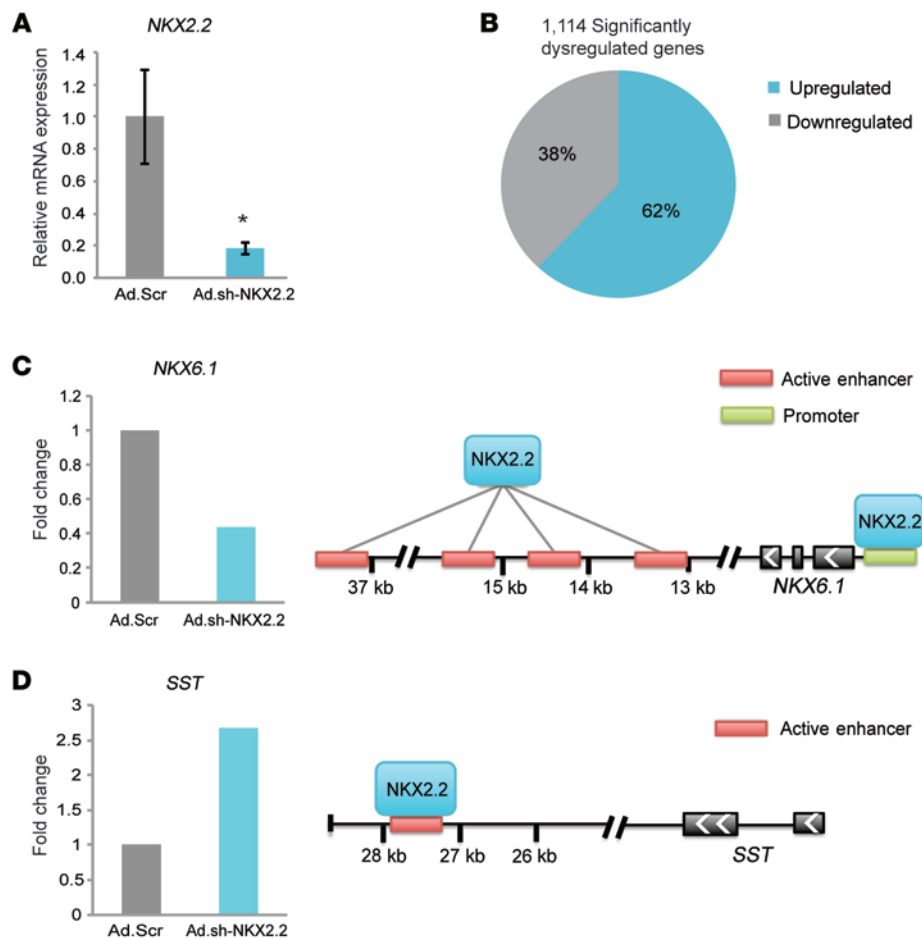 A
NKX2.2
Relative mRNA expression
1.4
1.2
1.0
0.8
0.6
0.4
0.2
0.0
*
Ad.Scr
Ad.sh-NKX2.2
B
1,114 Significantly
dysregulated genes
38%
62%
Upregulated
Downregulated
C
NKX6.1
Fold change
1.2
1
0.8
0.6
0.4
0.2
0
Ad.Scr
Ad.sh-NKX2.2
Active enhancer
Promoter
NKX2.2
NKX2.2
37 kb
15 kb
14 kb
13 kb
NKX6.1
D
SST
Fold change
3
2.5
2
1.5
1
0.5
0
Ad.Scr
Ad.sh-NKX2.2
Active enhancer
NKX2.2
28 kb
27 kb
26 kb
SST